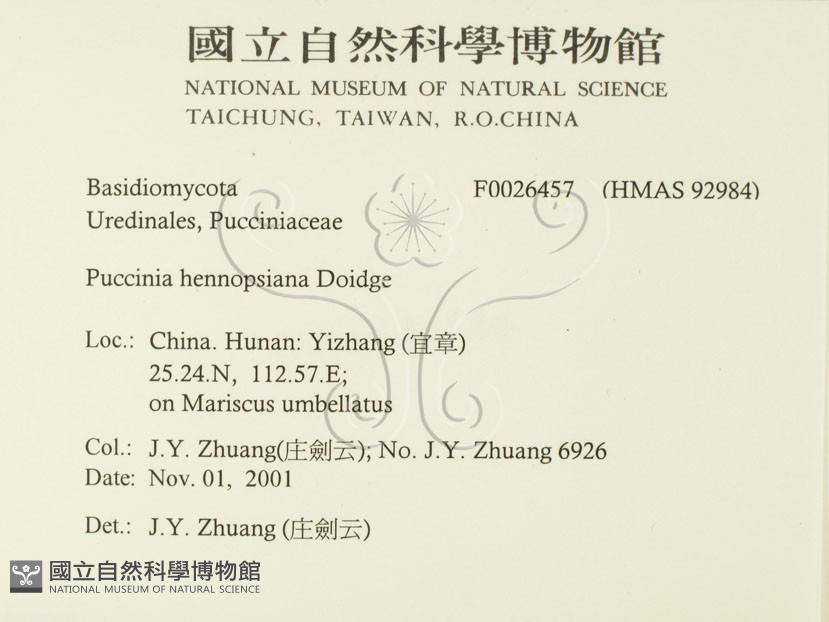 國立自然科學博物館
NATIONAL MUSEUM OF NATURAL SCIENCE
TAICHUNG, TAIWAN, R.O.CHINA
Basidiomycota F0026457 (HMAS 92984)
Uredinales, Pucciniaceae
Puccinia hennopsiana Doidge
Loc.: China. Hunan: Yizhang (宜章)
25.24.N, 112.57.E;
on Mariscus umbellatus
Col.: J.Y. Zhuang(庄劍云); No. J.Y. Zhuang 6926
Date: Nov. 01, 2001
Det.: J.Y. Zhuang (庄劍云)
國立自然科學博物館
NATIONAL MUSEUM OF NATURAL SCIENCE